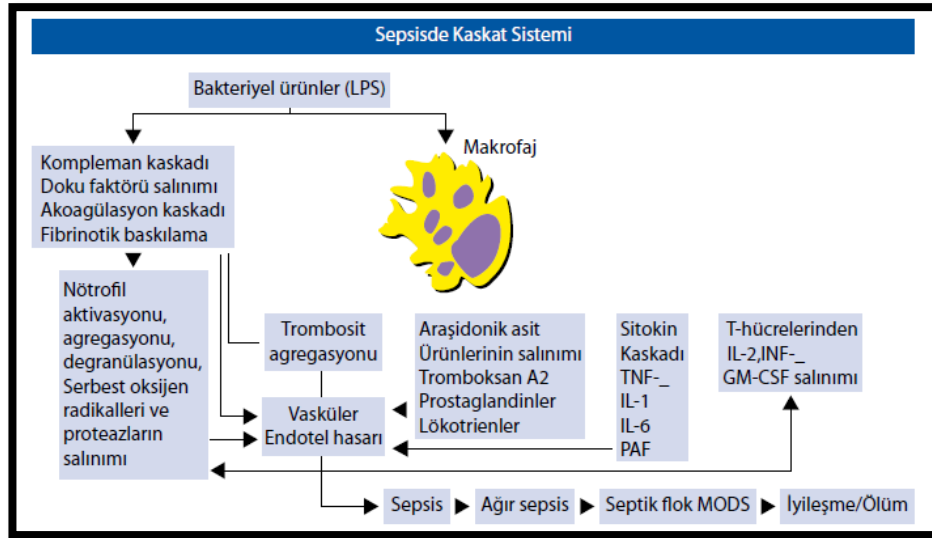 Sepsisde Kaskat Sistemi
Bakteriyel ürünler (LPS)
Makrofaj
Kompleman kaskadı
Doku faktörü salınımı
Akoagülasyon kaskadı
Fibrinotik baskılama
Nötrofil
aktivasyonu,
agregasyonu,
degranülasyonu,
Serbest oksijen
radikalleri ve
proteazların
salınımı
Trombosit
agregasyonu
Vasküler
Endotel hasarı
Araşidonik asit
Ürünlerinin salınımı
Tromboksan A2
Prostaglandinler
Lökotrienler
Sitokin
Kaskadı
TNF-_
IL-1
IL-6
PAF
T-hücrelerinden
IL-2,INF-_
GM-CSF salınımı
Sepsis
Ağır sepsis
Septik flok MODS
İyileşme/Ölüm